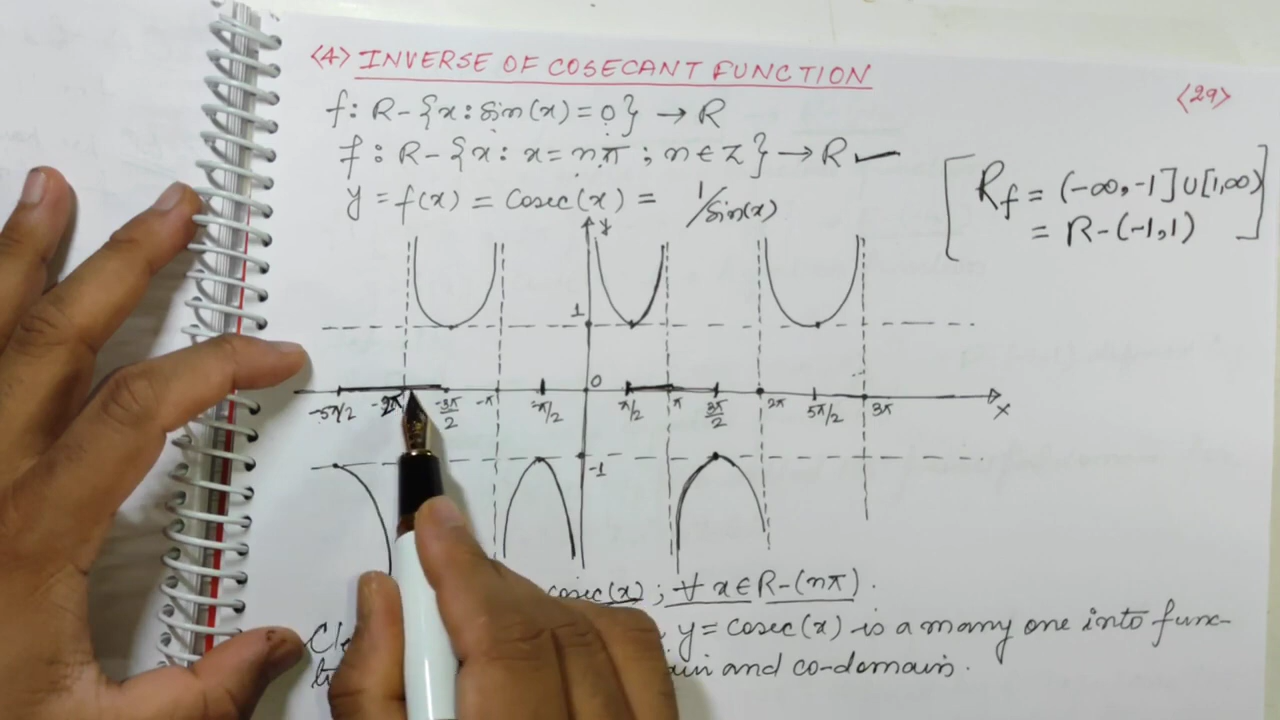 <4> INVERSE OF COSECANT FUNCTION
<29>
f: R-{x: sin(x)=0} → R
f: R-{x: x=nπ ; n∈Z} → R
y = f(x) = Cosec(x) = 1/sin(x)
R_f = (-∞,-1]∪[1,∞)
= R-(-1,1)
y
1
0
-5π/2 -2π -3π/2 -π -π/2 π/2 π 3π/2 2π 5π/2 3π x
-1
cosec(x) ; ∀ x∈R-(nπ).
y=cosec(x) is a many one into func-
and co-domain.